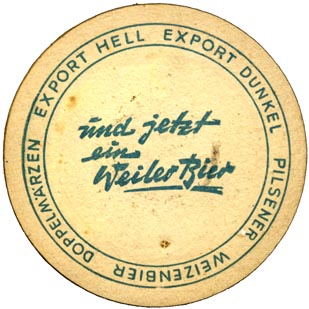 EXPORT HELL EXPORT DUNKEL PILSENER WEIZENBIER DOPPELMÄRZEN
und jetzt
ein
Weiler Bier